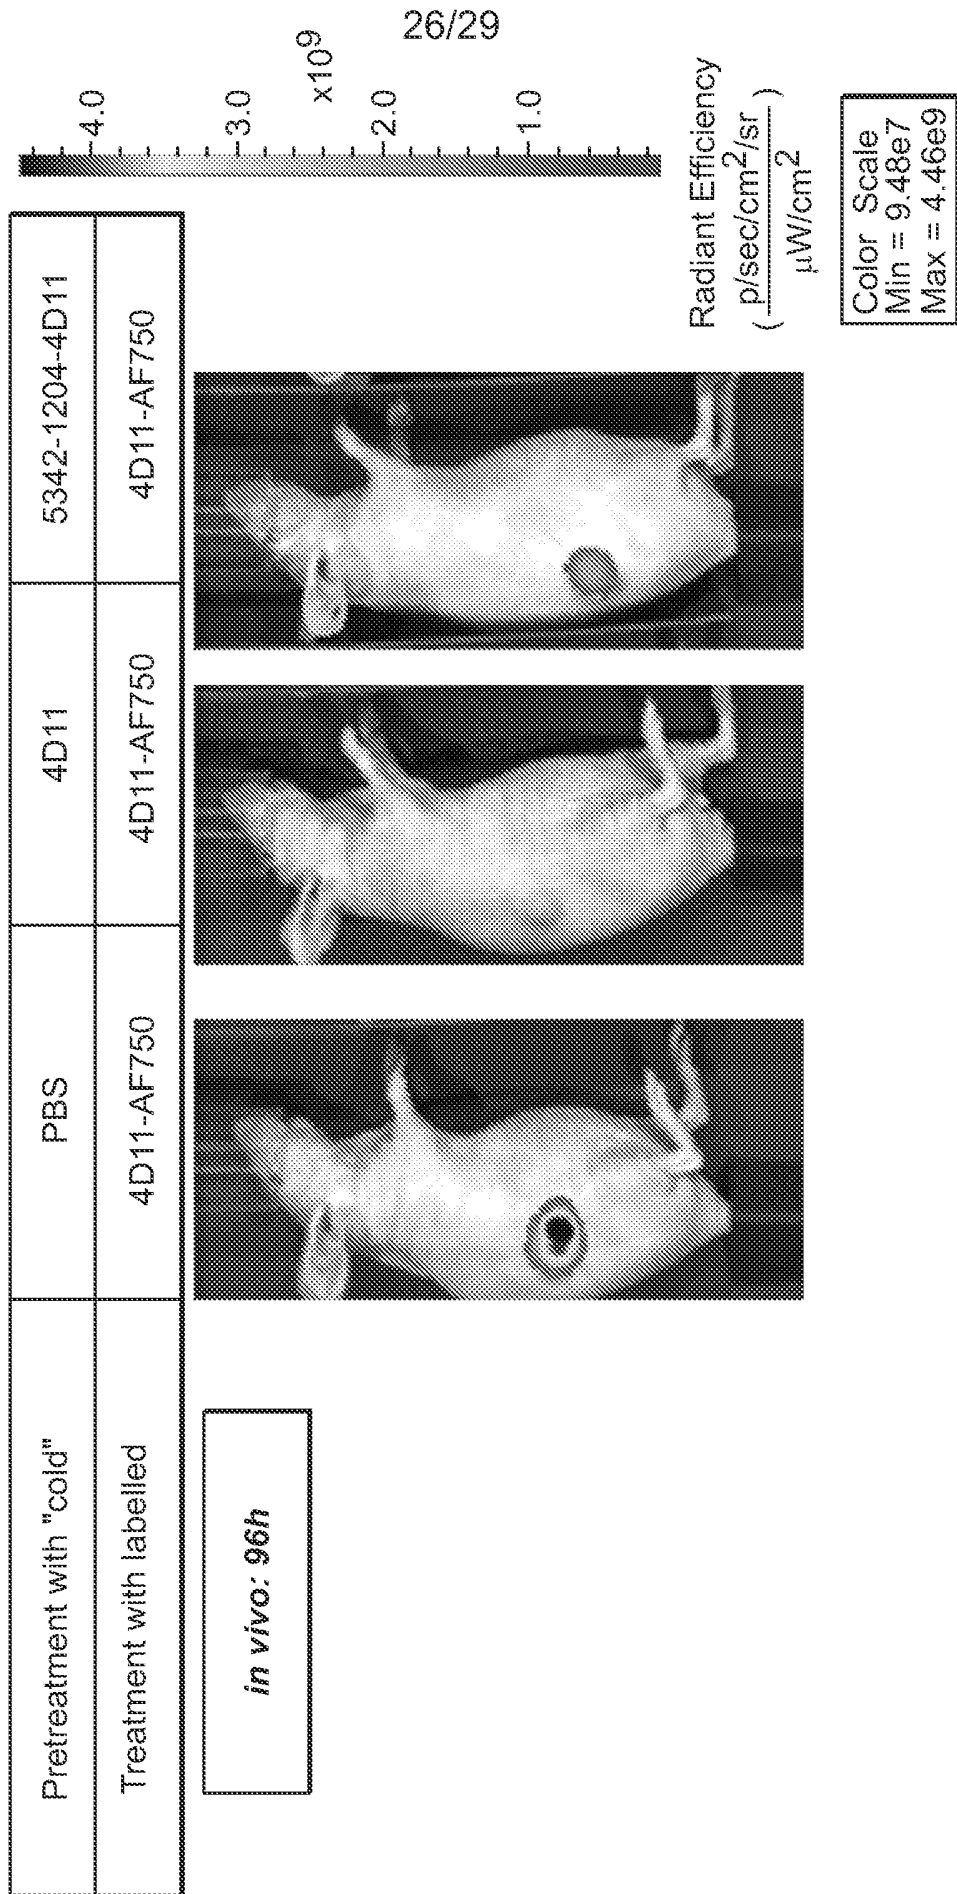 26/29
Pretreatment with "cold" PBS 4D11 5342-1204-4D11
Treatment with labelled 4D11-AF750 4D11-AF750 4D11-AF750
in vivo: 96h
4.0
3.0
x10⁹
2.0
1.0
Radiant Efficiency
( p/sec/cm²/sr )
µW/cm²
Color Scale
Min = 9.48e7
Max = 4.46e9